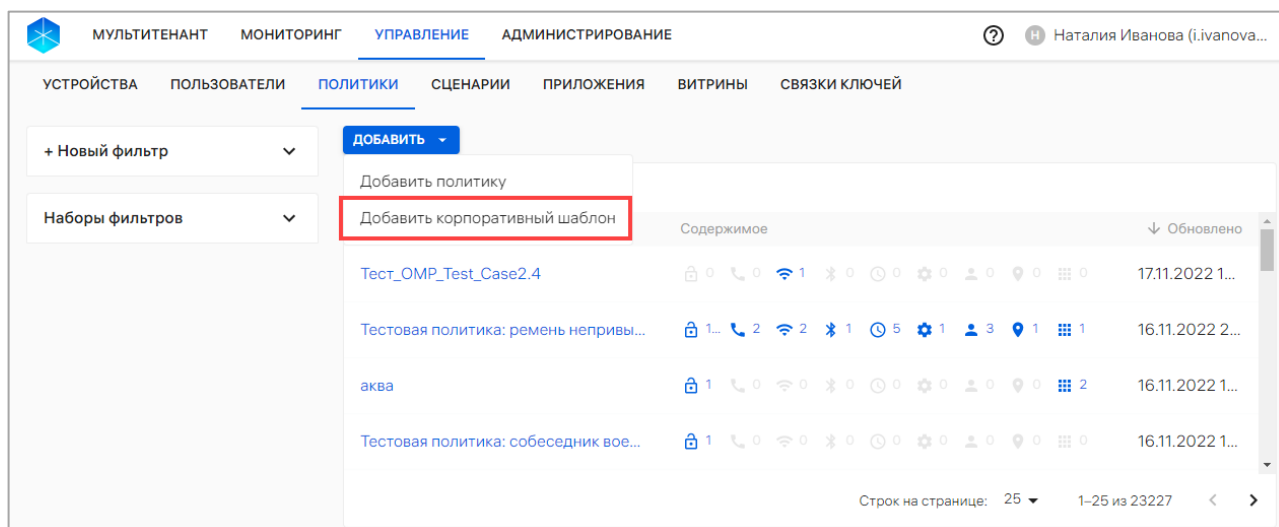 МУЛЬТИТЕНАНТ МОНИТОРИНГ УПРАВЛЕНИЕ АДМИНИСТРИРОВАНИЕ ? Н Наталия Иванова (i.ivanova...
УСТРОЙСТВА ПОЛЬЗОВАТЕЛИ ПОЛИТИКИ СЦЕНАРИИ ПРИЛОЖЕНИЯ ВИТРИНЫ СВЯЗКИ КЛЮЧЕЙ
+ Новый фильтр
Наборы фильтров
ДОБАВИТЬ
Добавить политику
Добавить корпоративный шаблон
Содержимое Обновлено
Тест_OMP_Test_Case2.4 0 0 1 0 0 0 0 0 0 17.11.2022 1...
Тестовая политика: ремень непривы... 1... 2 2 1 5 1 3 1 1 16.11.2022 2...
аква 1 0 0 0 0 0 0 0 2 16.11.2022 1...
Тестовая политика: собеседник вое... 1 0 0 0 0 0 0 0 0 16.11.2022 1...
Строк на странице: 25 1–25 из 23227